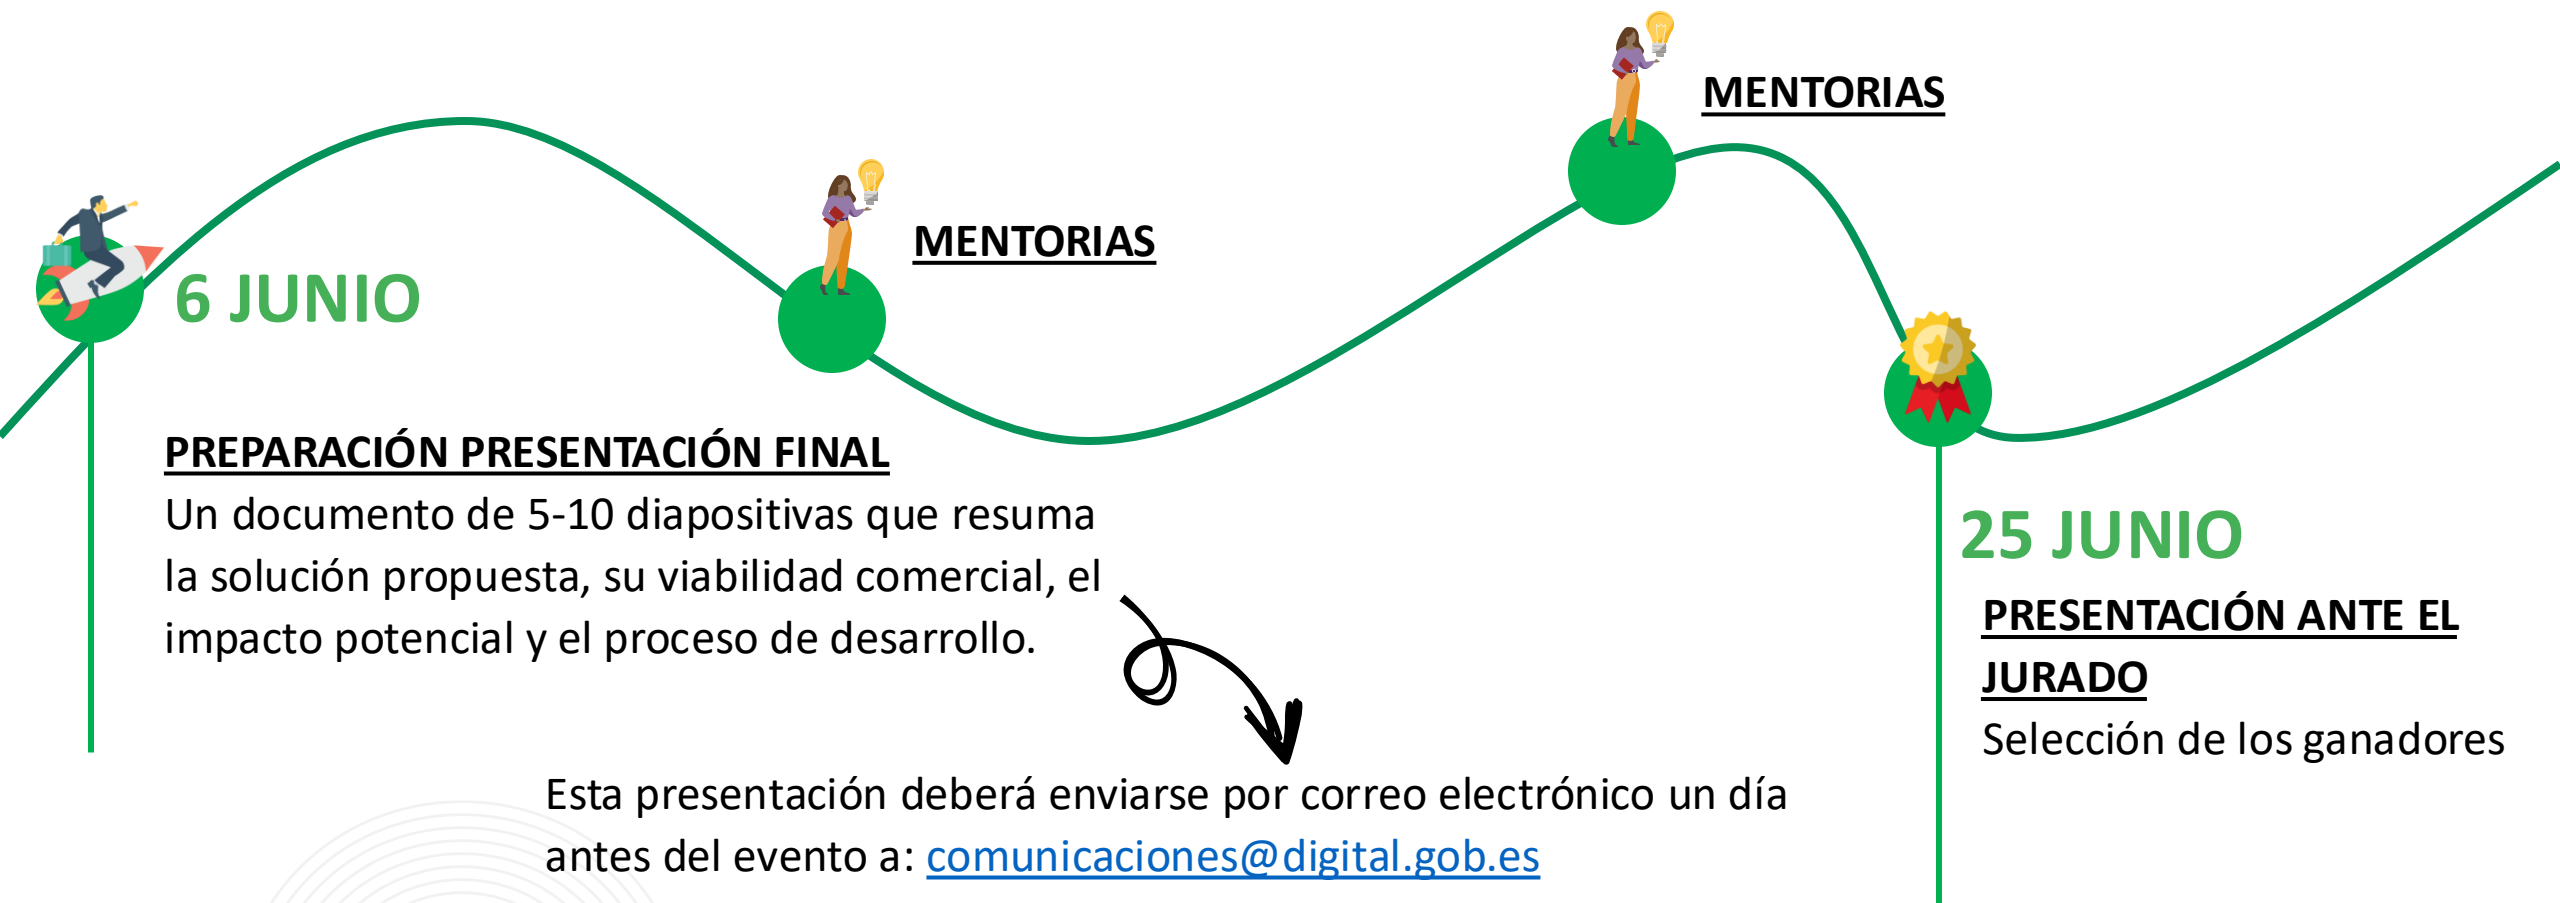 MENTORIAS
MENTORIAS
6 JUNIO
PREPARACIÓN PRESENTACIÓN FINAL
Un documento de 5-10 diapositivas que resuma
la solución propuesta, su viabilidad comercial, el
impacto potencial y el proceso de desarrollo.
Esta presentación deberá enviarse por correo electrónico un día
antes del evento a: comunicaciones@digital.gob.es
25 JUNIO
PRESENTACIÓN ANTE EL
JURADO
Selección de los ganadores